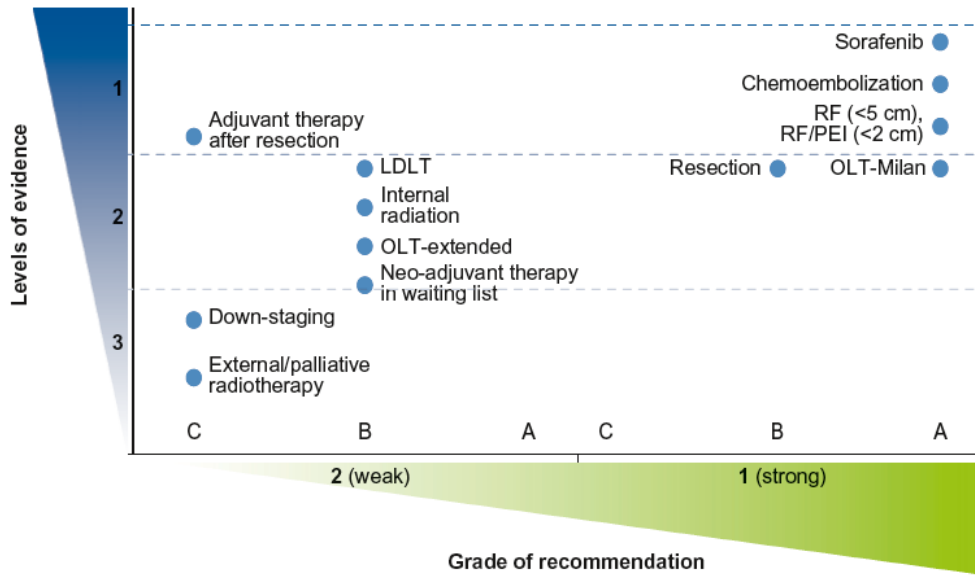 Levels of evidence
1
2
3
Sorafenib
Chemoembolization
RF (<5 cm),
RF/PEI (<2 cm)
Adjuvant therapy
after resection
LDLT
Resection
OLT-Milan
Internal
radiation
OLT-extended
Neo-adjuvant therapy
in waiting list
Down-staging
External/palliative
radiotherapy
C B A C B A
2 (weak) 1 (strong)
Grade of recommendation